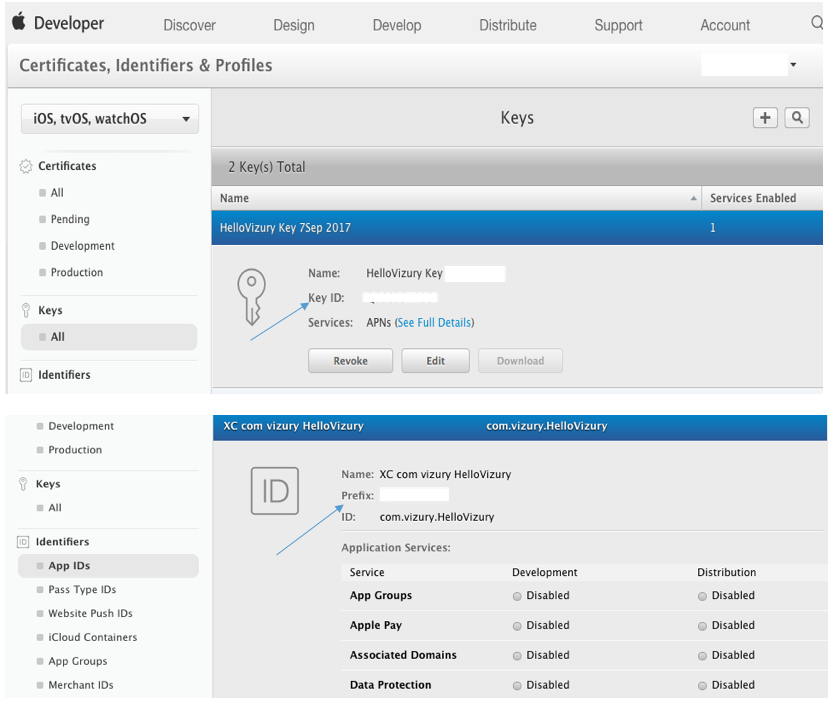 Developer
Discover
Design
Develop
Distribute
Support
Account
Certificates, Identifiers & Profiles
iOS, tvOS, watchOS
Keys
Certificates
All
Pending
Development
Production
Keys
All
Identifiers
2 Key(s) Total
Name
Services Enabled
HelloVizury Key 7Sep 2017
1
Name: HelloVizury Key
Key ID:
Services: APNs (See Full Details)
Revoke
Edit
Download
Development
Production
Keys
All
ID Identifiers
App IDs
Pass Type IDs
Website Push IDs
iCloud Containers
App Groups
Merchant IDs
XC com vizury HelloVizury
com.vizury.HelloVizury
ID
Name: XC com vizury HelloVizury
Prefix:
ID: com.vizury.HelloVizury
Application Services:
Service Development Distribution
App Groups Disabled Disabled
Apple Pay Disabled Disabled
Associated Domains Disabled Disabled
Data Protection Disabled Disabled